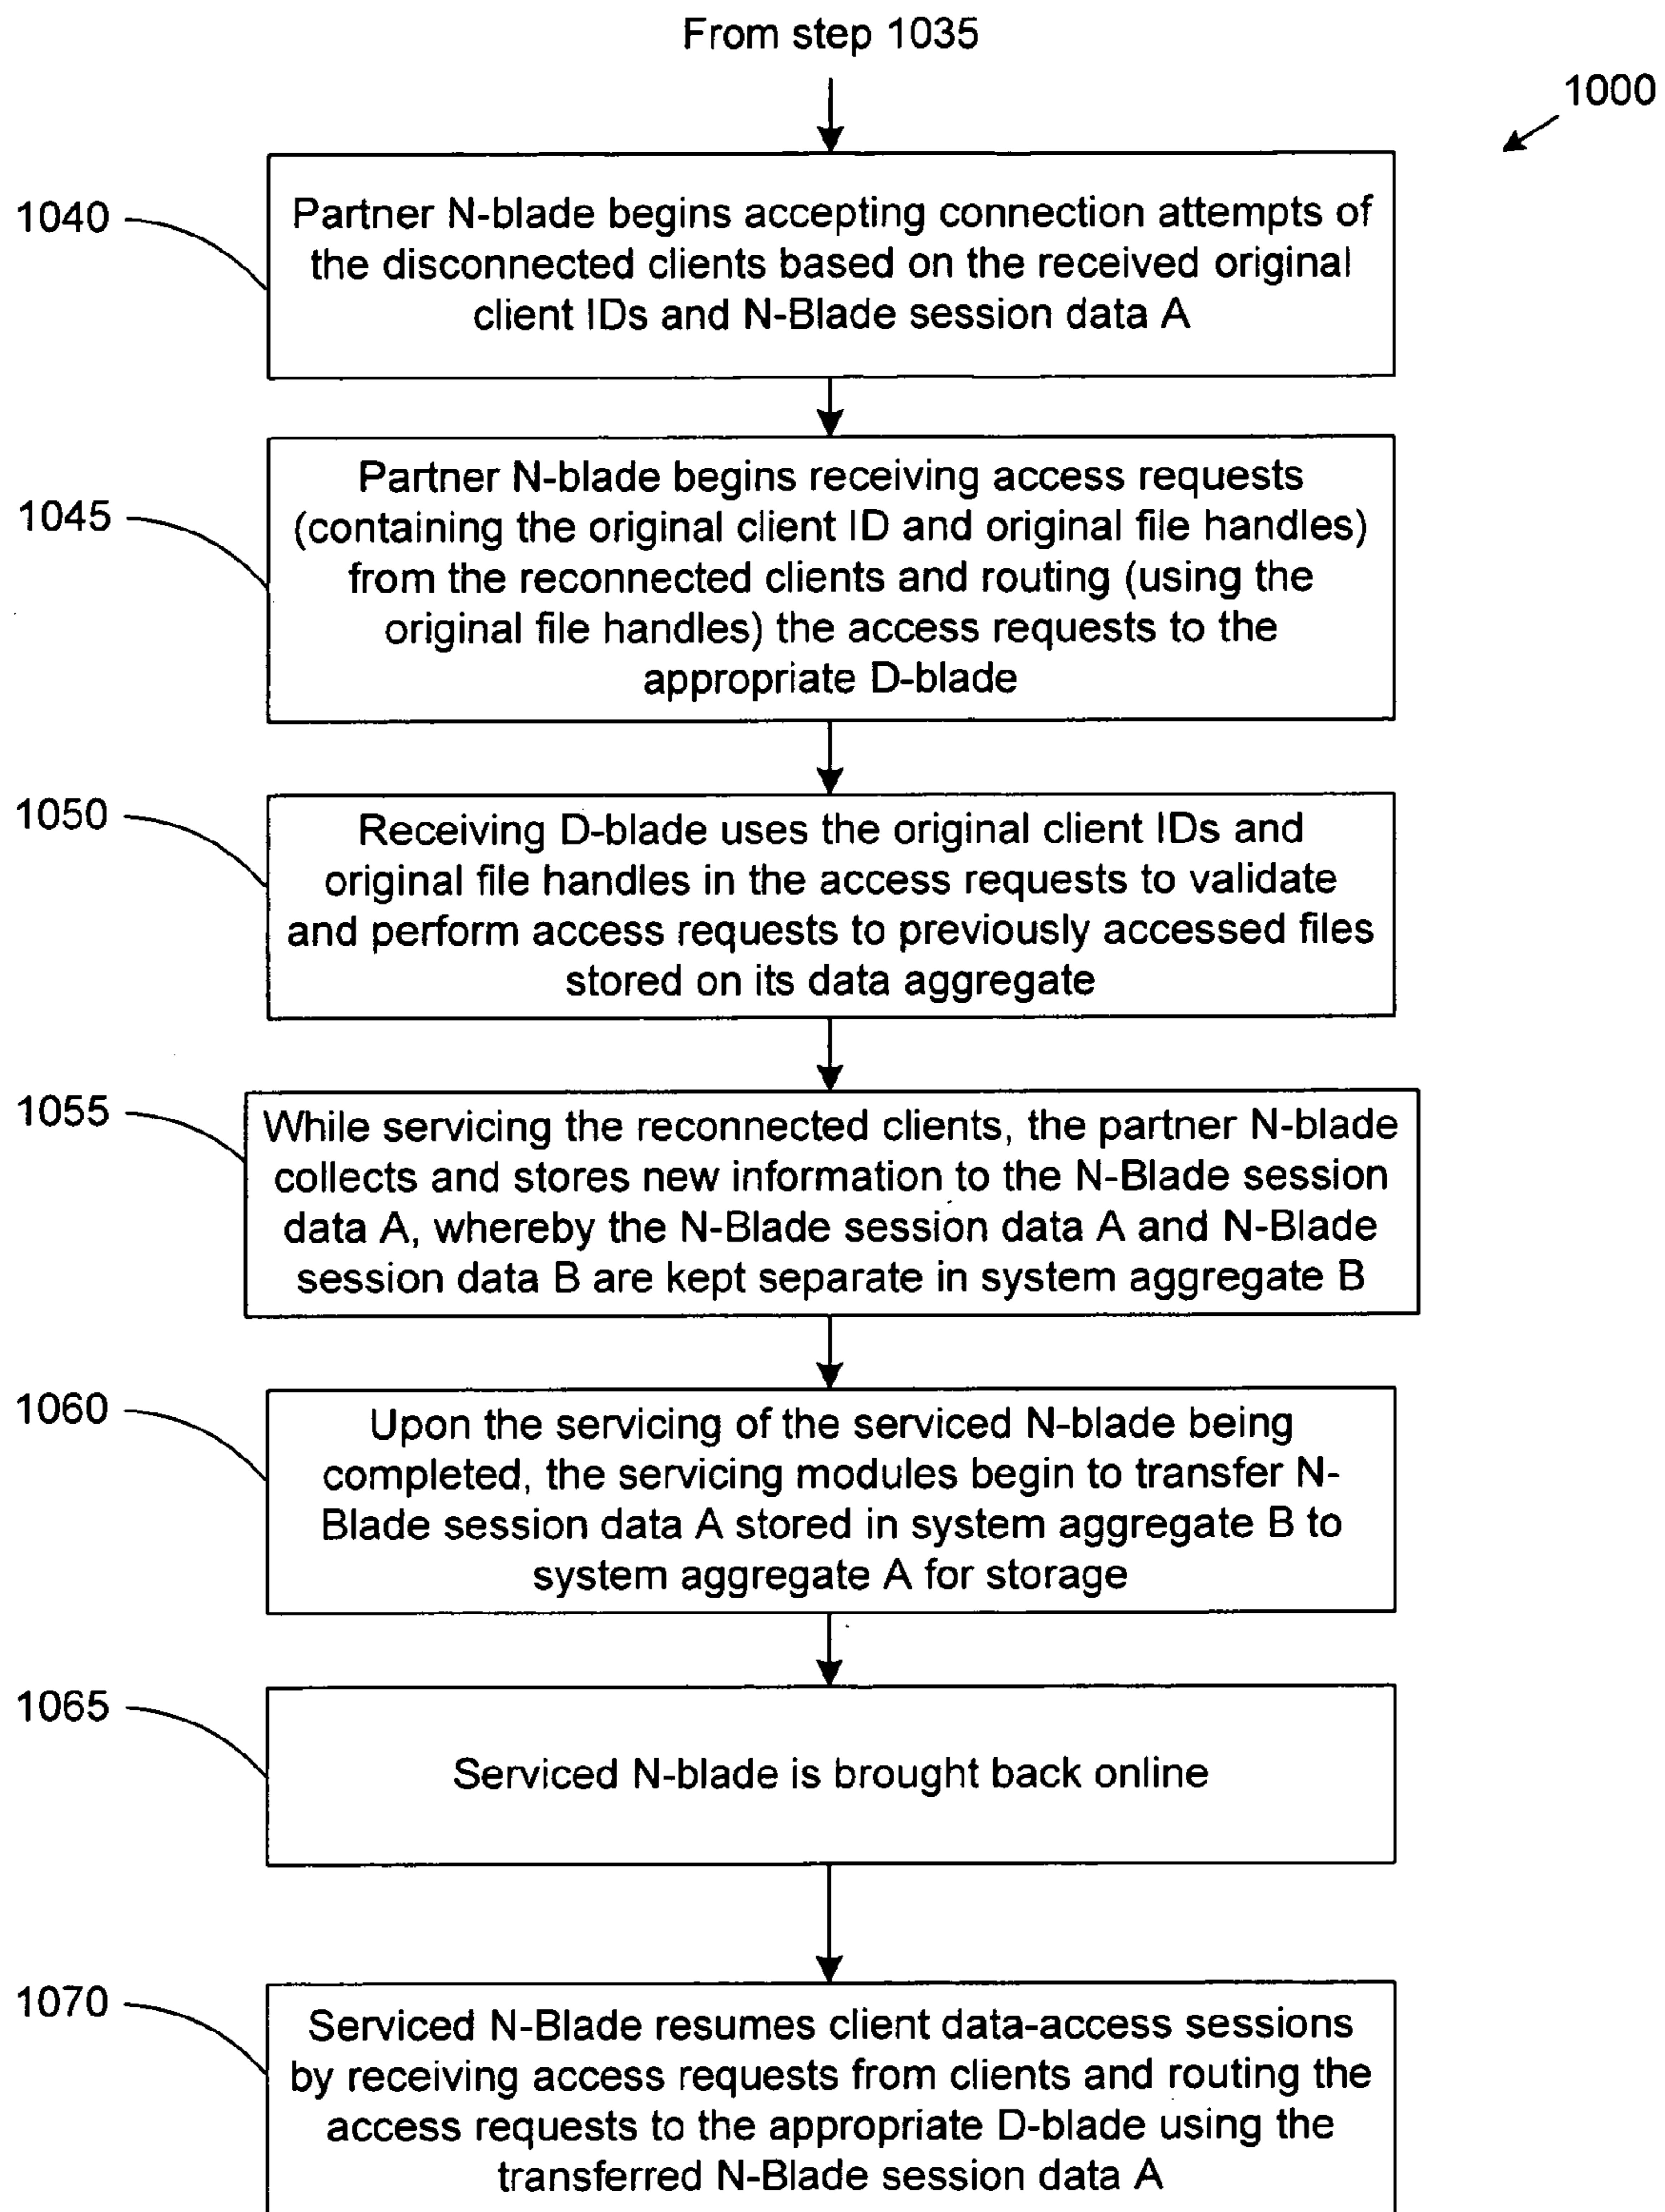 From step 1035
1000
1040
Partner N-blade begins accepting connection attempts of
the disconnected clients based on the received original
client IDs and N-Blade session data A
1045
Partner N-blade begins receiving access requests
(containing the original client ID and original file handles)
from the reconnected clients and routing (using the
original file handles) the access requests to the
appropriate D-blade
1050
Receiving D-blade uses the original client IDs and
original file handles in the access requests to validate
and perform access requests to previously accessed files
stored on its data aggregate
1055
While servicing the reconnected clients, the partner N-blade
collects and stores new information to the N-Blade session
data A, whereby the N-Blade session data A and N-Blade
session data B are kept separate in system aggregate B
1060
Upon the servicing of the serviced N-blade being
completed, the servicing modules begin to transfer N-
Blade session data A stored in system aggregate B to
system aggregate A for storage
1065
Serviced N-blade is brought back online
1070
Serviced N-Blade resumes client data-access sessions
by receiving access requests from clients and routing the
access requests to the appropriate D-blade using the
transferred N-Blade session data A